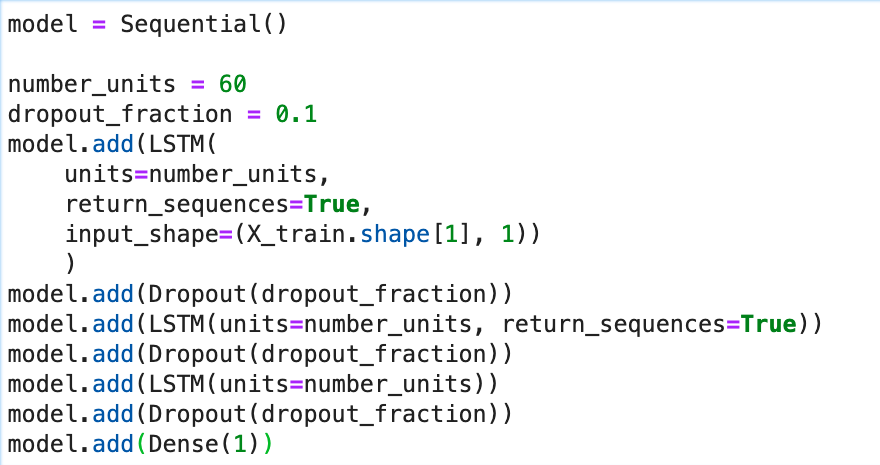 model = Sequential()
number_units = 60
dropout_fraction = 0.1
model.add(LSTM(
    units=number_units,
    return_sequences=True,
    input_shape=(X_train.shape[1], 1))
    )
model.add(Dropout(dropout_fraction))
model.add(LSTM(units=number_units, return_sequences=True))
model.add(Dropout(dropout_fraction))
model.add(LSTM(units=number_units))
model.add(Dropout(dropout_fraction))
model.add(Dense(1))